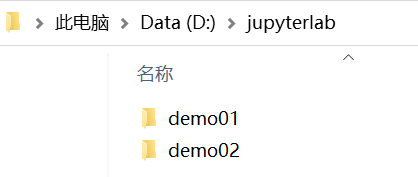 此电脑 > Data (D:) > jupyterlab
名称
demo01
demo02